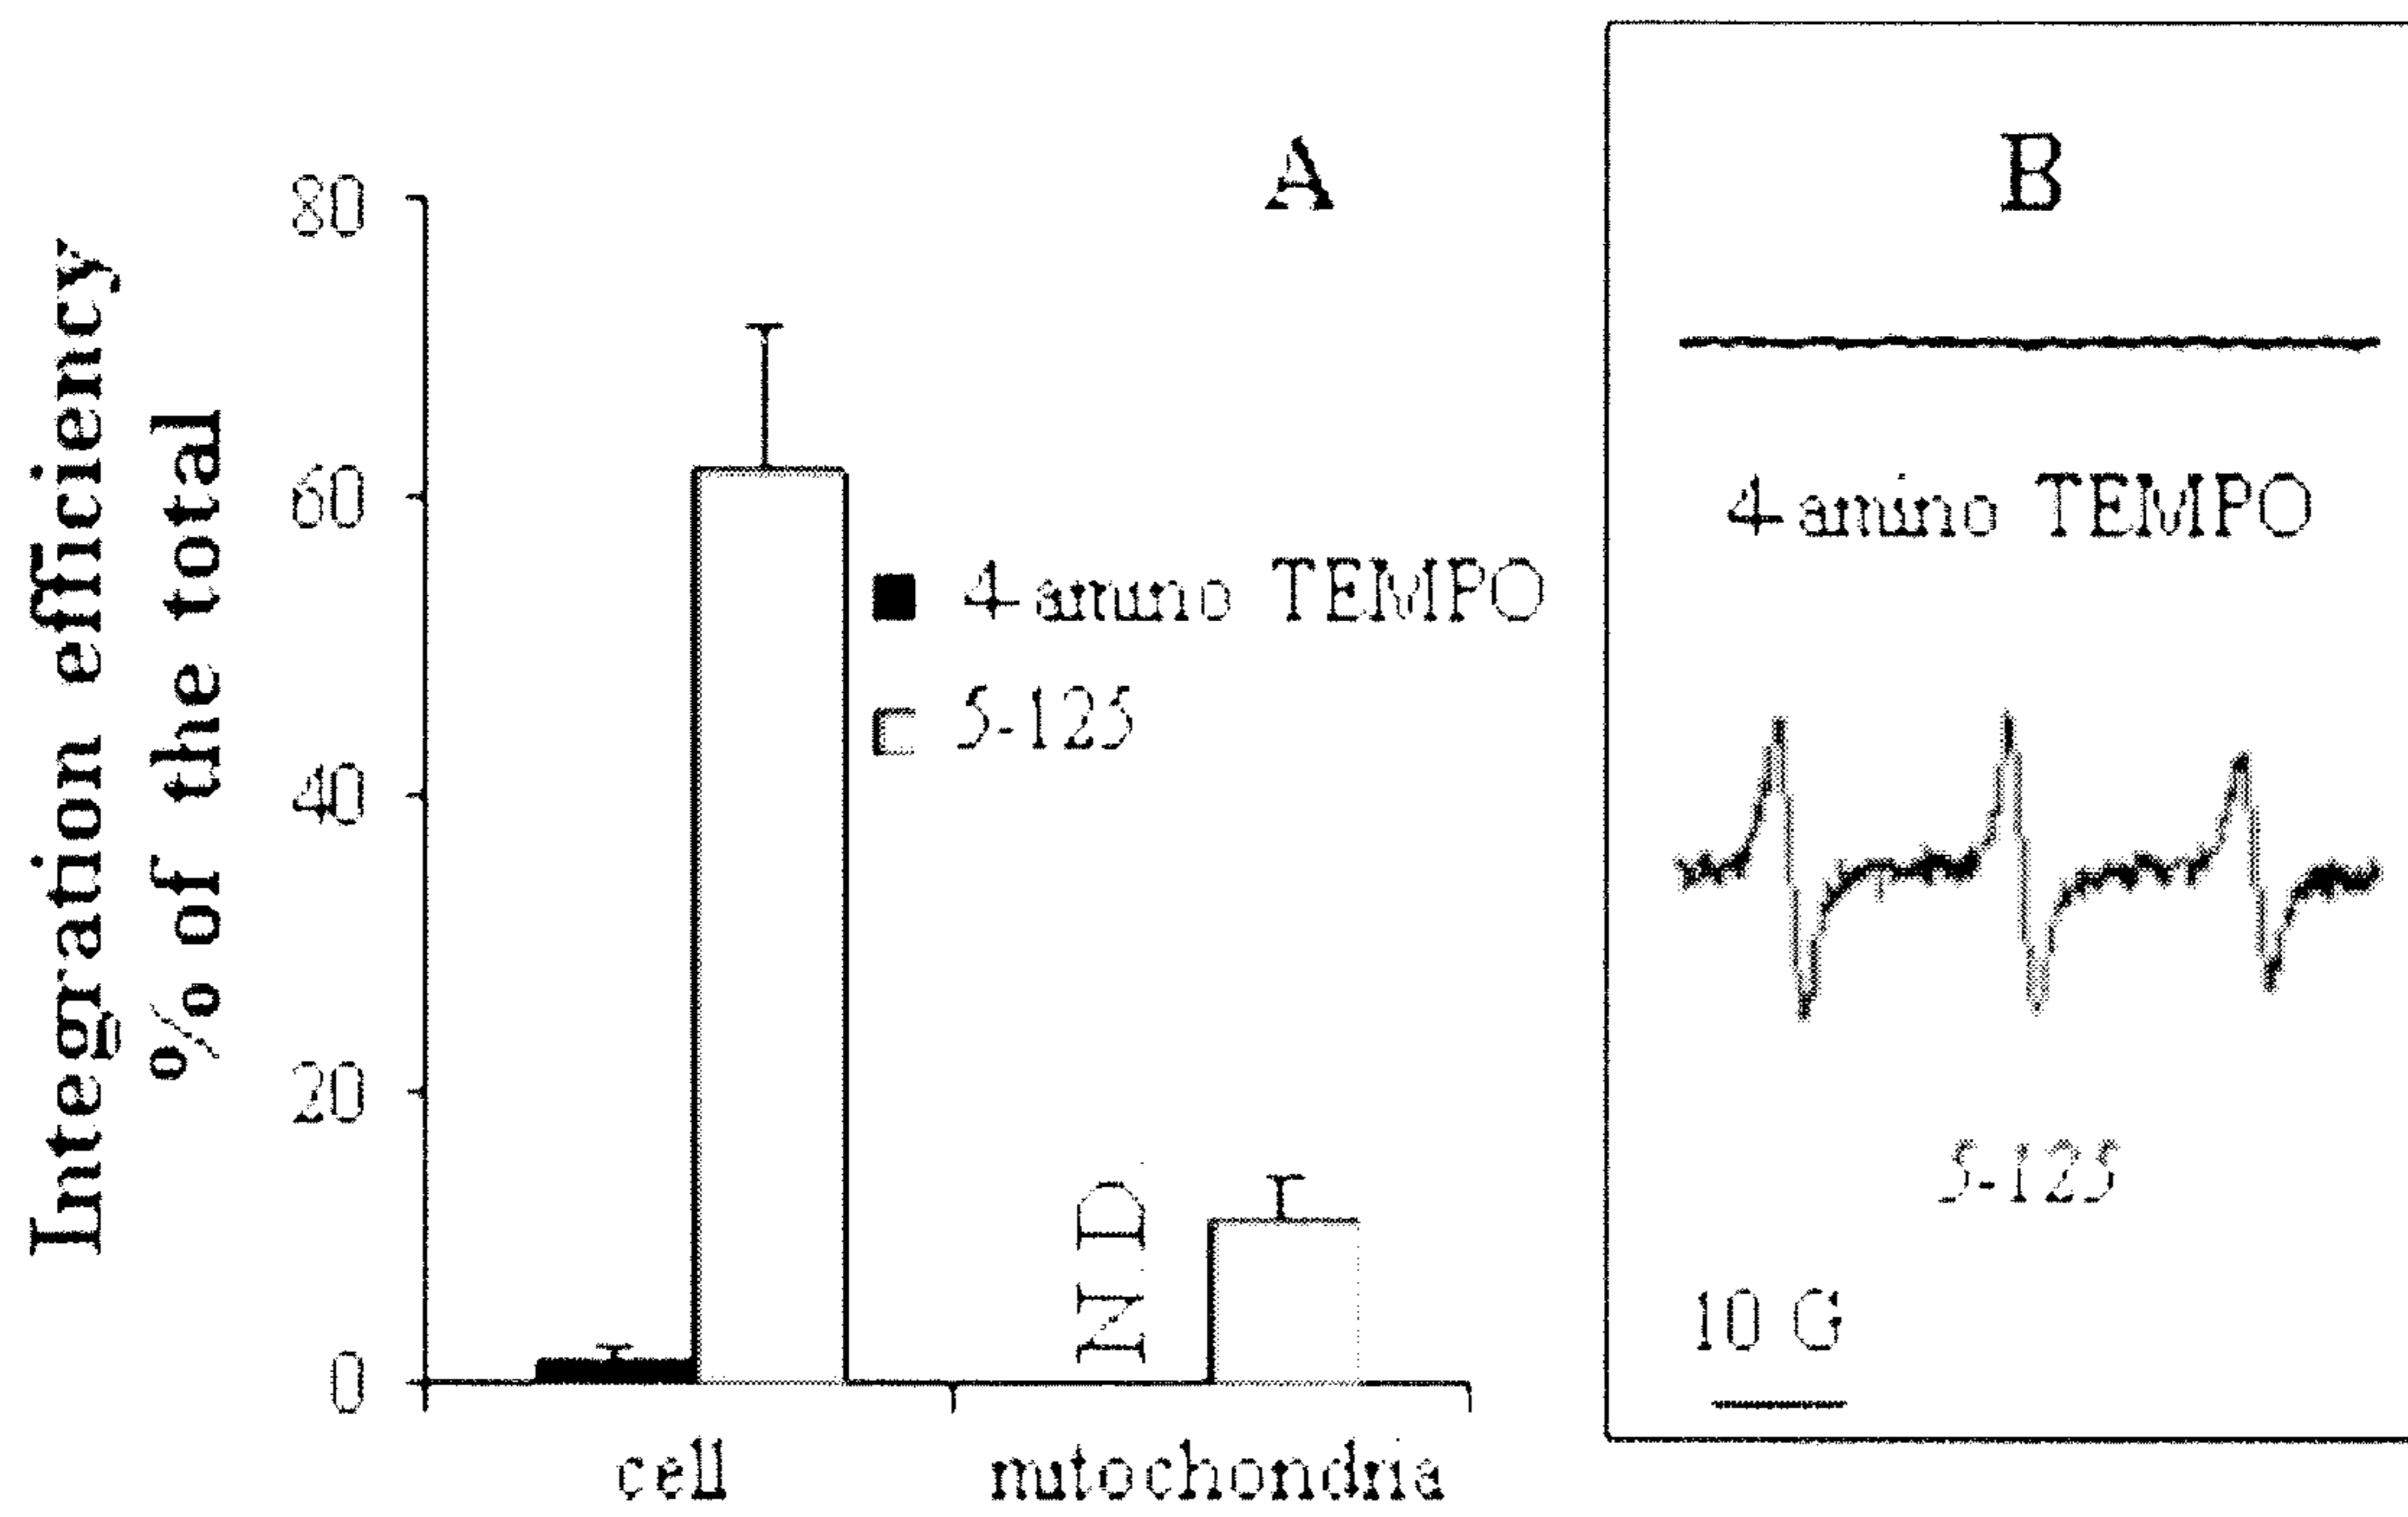 Integration efficiency
% of the total
80
60
40
20
0
A
4-amino TEMPO
5-125
N D
cell
mitochondria
B
4-amino TEMPO
5-125
10 G